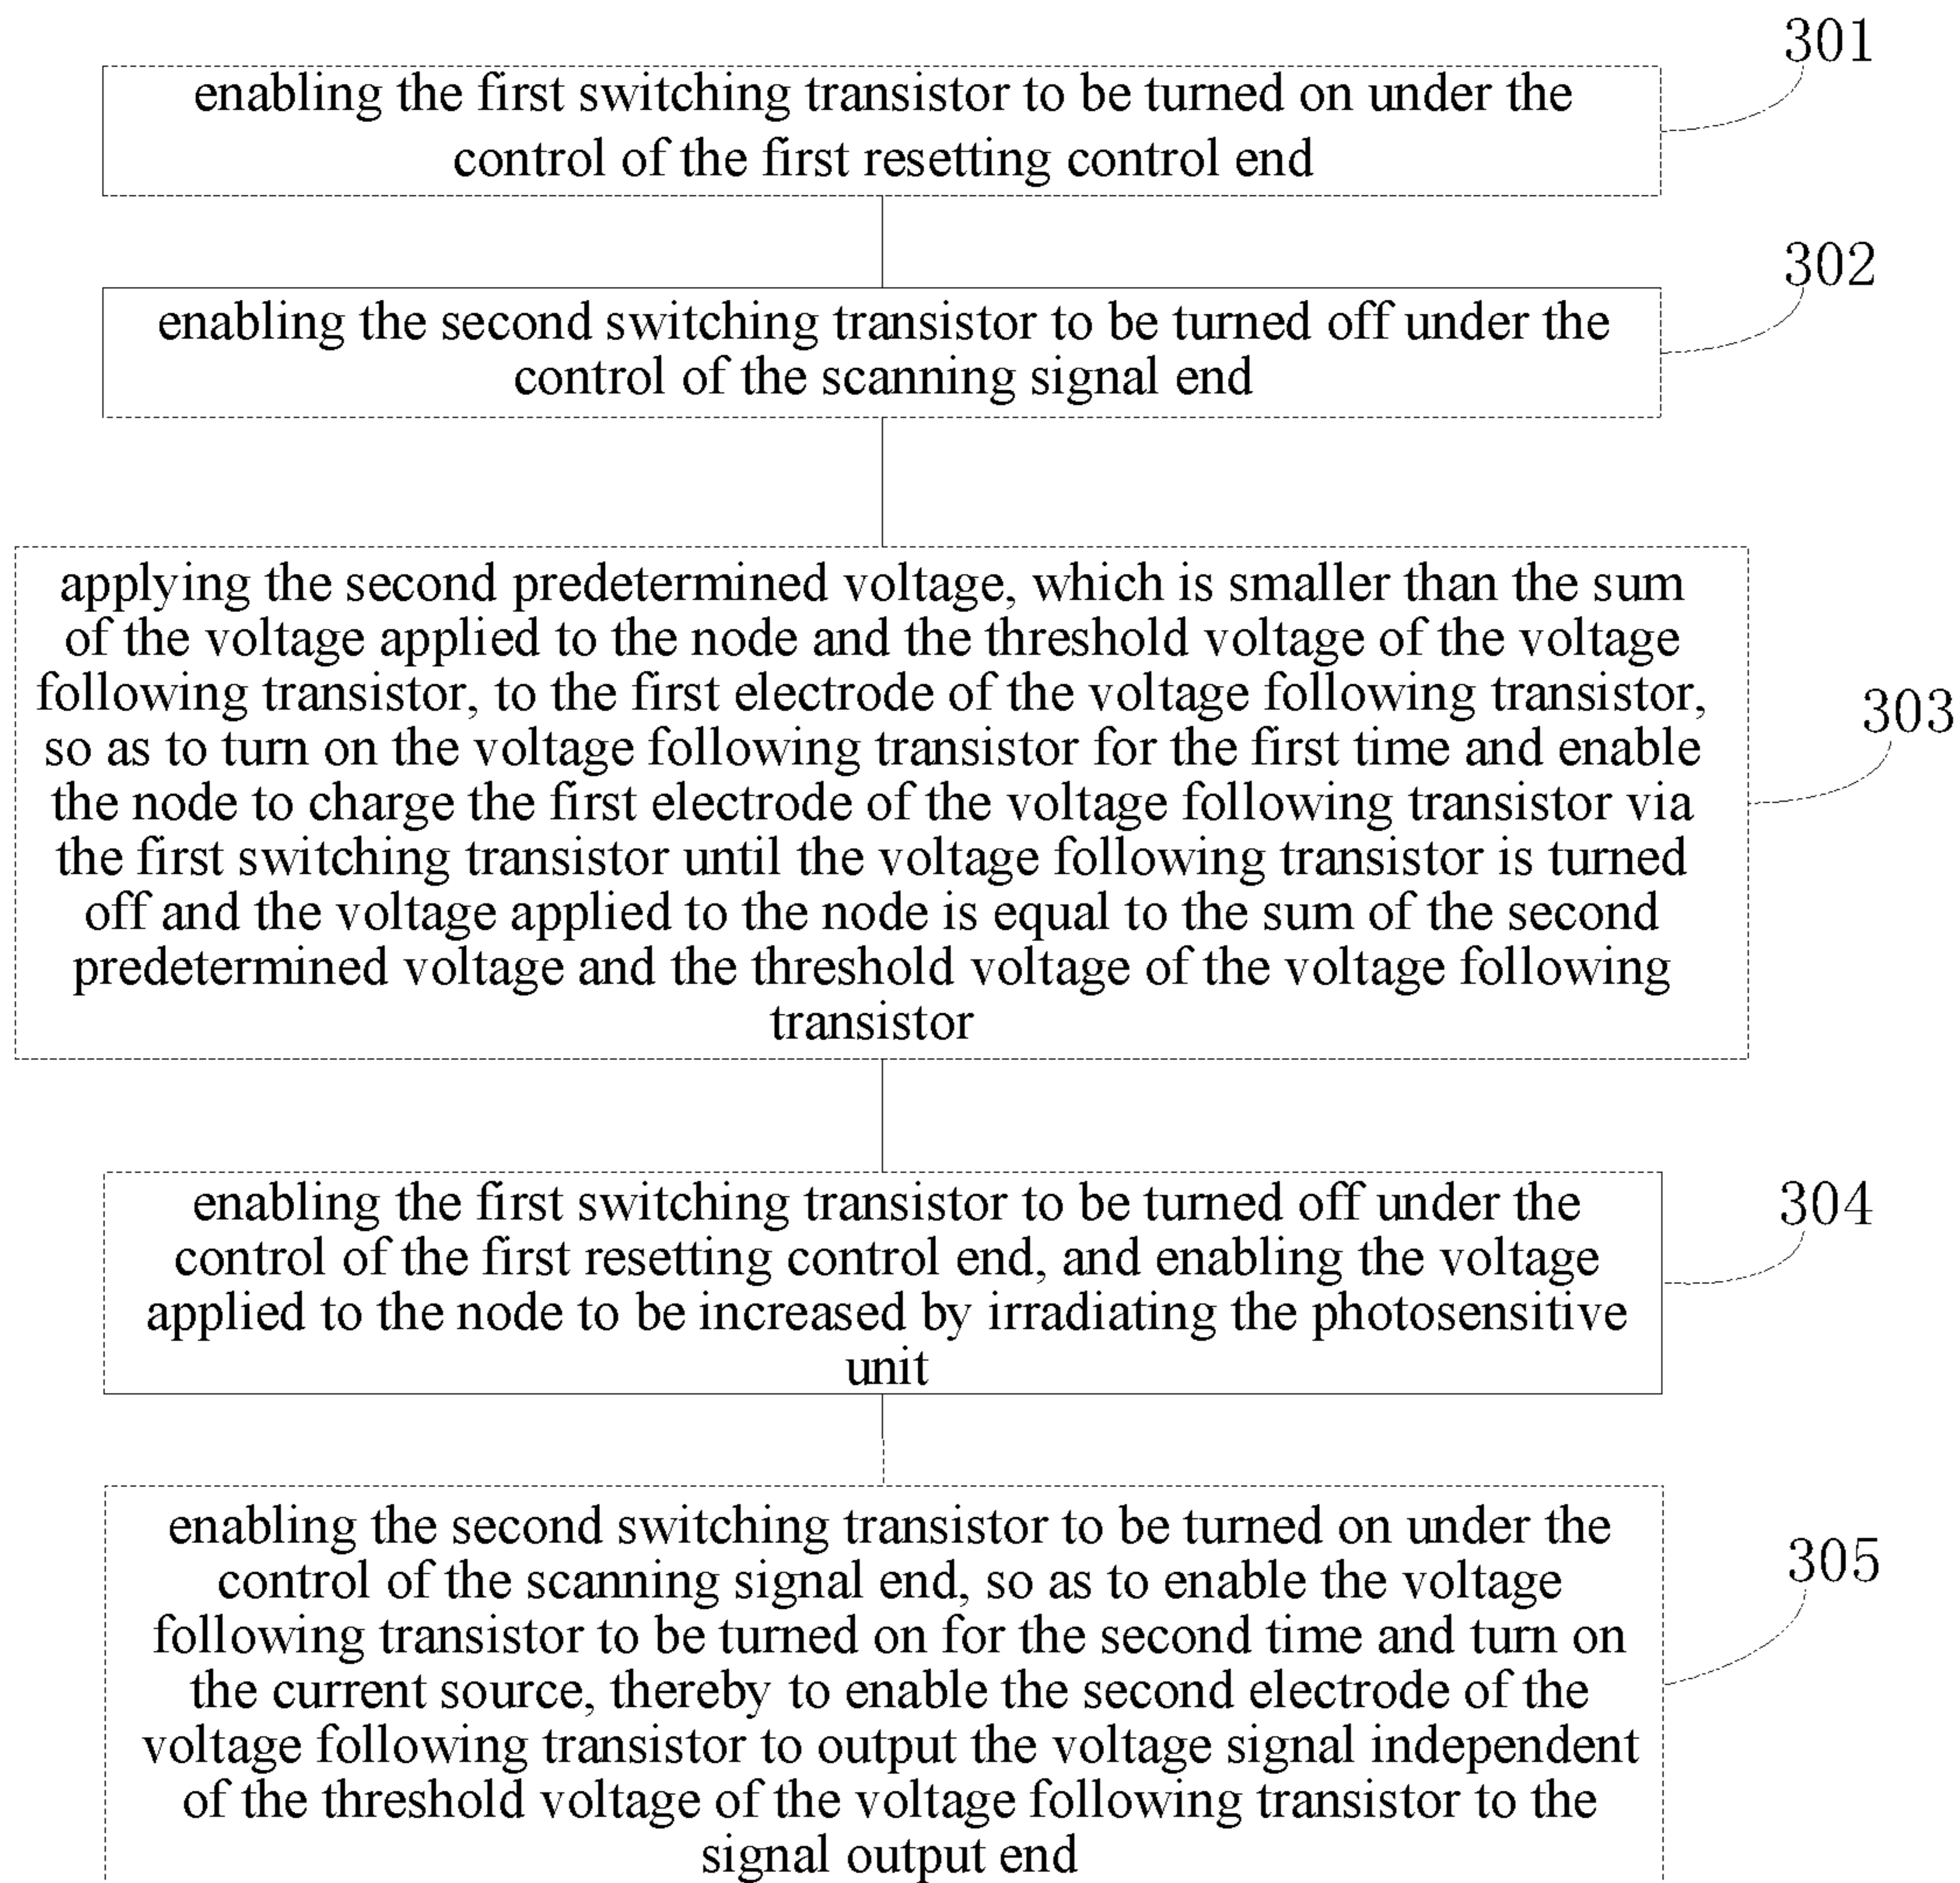 301
enabling the first switching transistor to be turned on under the
control of the first resetting control end
302
enabling the second switching transistor to be turned off under the
control of the scanning signal end
applying the second predetermined voltage, which is smaller than the sum
of the voltage applied to the node and the threshold voltage of the voltage
following transistor, to the first electrode of the voltage following transistor,
so as to turn on the voltage following transistor for the first time and enable
the node to charge the first electrode of the voltage following transistor via
the first switching transistor until the voltage following transistor is turned
off and the voltage applied to the node is equal to the sum of the second
predetermined voltage and the threshold voltage of the voltage following
transistor
303
enabling the first switching transistor to be turned off under the
control of the first resetting control end, and enabling the voltage
applied to the node to be increased by irradiating the photosensitive
unit
304
enabling the second switching transistor to be turned on under the
control of the scanning signal end, so as to enable the voltage
following transistor to be turned on for the second time and turn on
the current source, thereby to enable the second electrode of the
voltage following transistor to output the voltage signal independent
of the threshold voltage of the voltage following transistor to the
signal output end
305